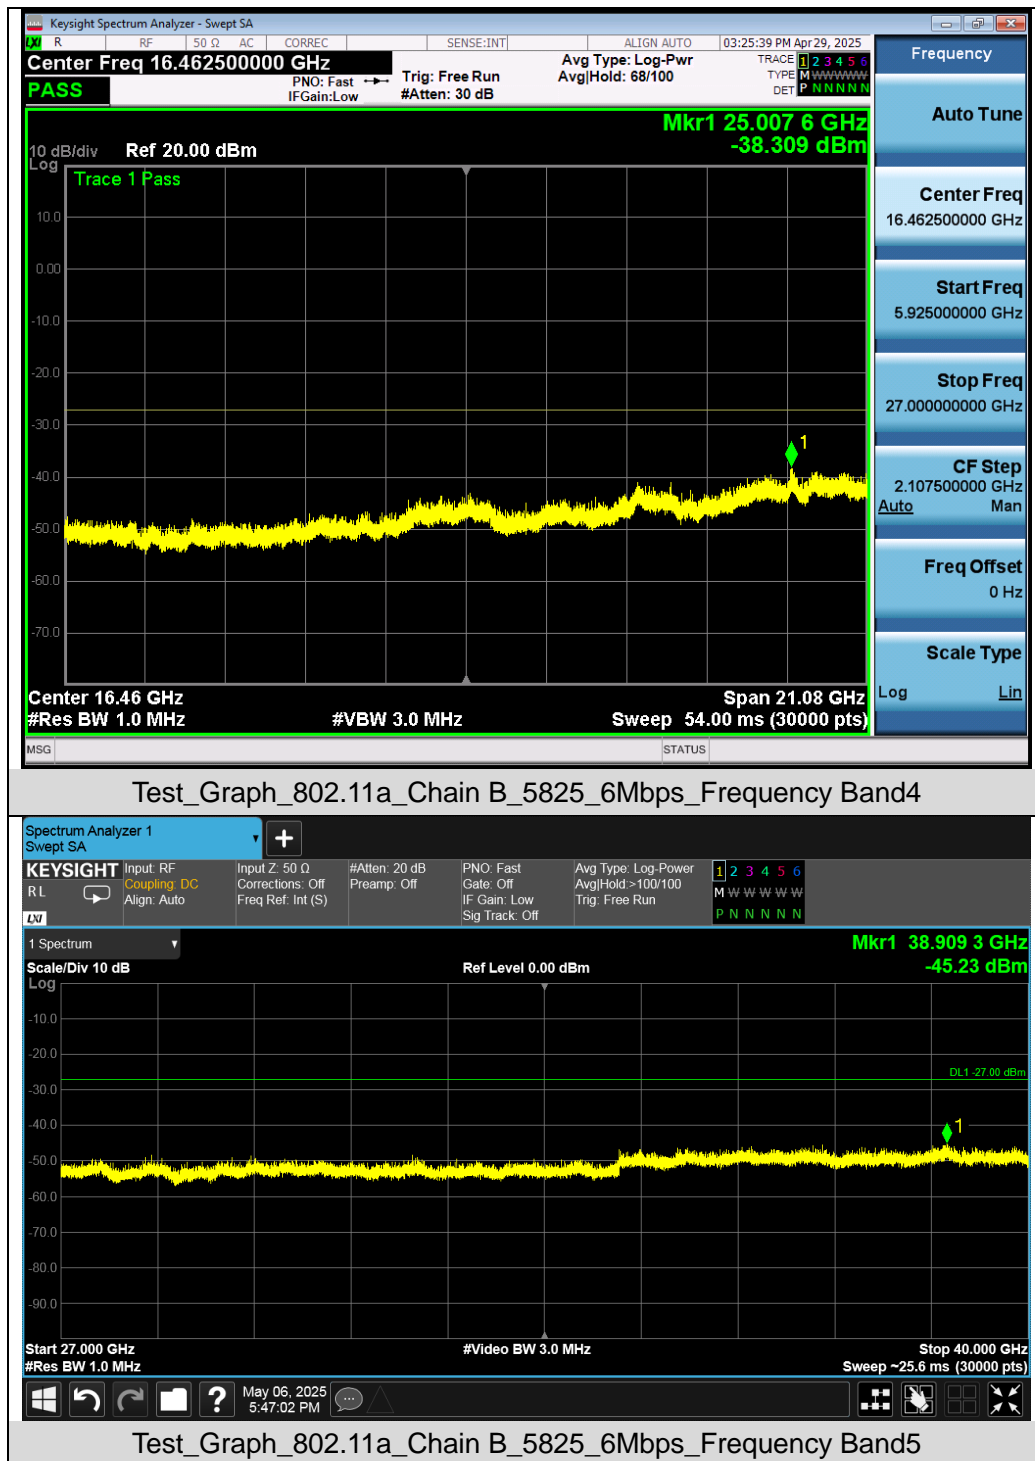 Keysight Spectrum Analyzer - Swept SA
LXI R RF 50 Ω AC CORREC SENSE:INT ALIGN AUTO 03:25:39 PM Apr 29, 2025
Center Freq 16.462500000 GHz
PASS
PNO: Fast
IFGain:Low
Trig: Free Run
#Atten: 30 dB
Avg Type: Log-Pwr
Avg|Hold: 68/100
TRACE 1 2 3 4 5 6
TYPE M WWWWW
DET P N N N N N
Mkr1 25.007 6 GHz
-38.309 dBm
10 dB/div Ref 20.00 dBm
Log
Trace 1 Pass
10.0
0.00
-10.0
-20.0
-30.0
1
-40.0
-50.0
-60.0
-70.0
Center 16.46 GHz Span 21.08 GHz
#Res BW 1.0 MHz #VBW 3.0 MHz Sweep 54.00 ms (30000 pts)
MSG STATUS
Frequency
Auto Tune
Center Freq
16.462500000 GHz
Start Freq
5.925000000 GHz
Stop Freq
27.000000000 GHz
CF Step
2.107500000 GHz
Auto Man
Freq Offset
0 Hz
Scale Type
Log Lin
Test_Graph_802.11a_Chain B_5825_6Mbps_Frequency Band4
Spectrum Analyzer 1
Swept SA
+
KEYSIGHT
RL
LXI
Input: RF
Coupling: DC
Align: Auto
Input Z: 50 Ω
Corrections: Off
Freq Ref: Int (S)
#Atten: 20 dB
Preamp: Off
PNO: Fast
Gate: Off
IF Gain: Low
Sig Track: Off
Avg Type: Log-Power
Avg|Hold:>100/100
Trig: Free Run
1 2 3 4 5 6
M W W W W W
P N N N N N
1 Spectrum
Mkr1 38.909 3 GHz
-45.23 dBm
Scale/Div 10 dB Ref Level 0.00 dBm
Log
-10.0
-20.0
DL1 -27.00 dBm
-30.0
-40.0
1
-50.0
-60.0
-70.0
-80.0
-90.0
Start 27.000 GHz #Video BW 3.0 MHz Stop 40.000 GHz
#Res BW 1.0 MHz Sweep ~25.6 ms (30000 pts)
? May 06, 2025
5:47:02 PM
Test_Graph_802.11a_Chain B_5825_6Mbps_Frequency Band5